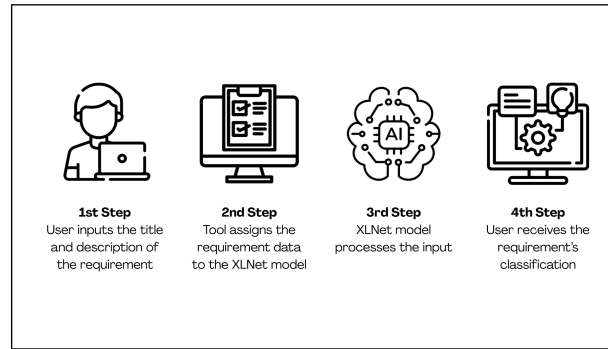 AI
1st Step
User inputs the title
and description of
the requirement
2nd Step
Tool assigns the
requirement data
to the XLNet model
3rd Step
XLNet model
processes the input
4th Step
User receives the
requirement's
classification